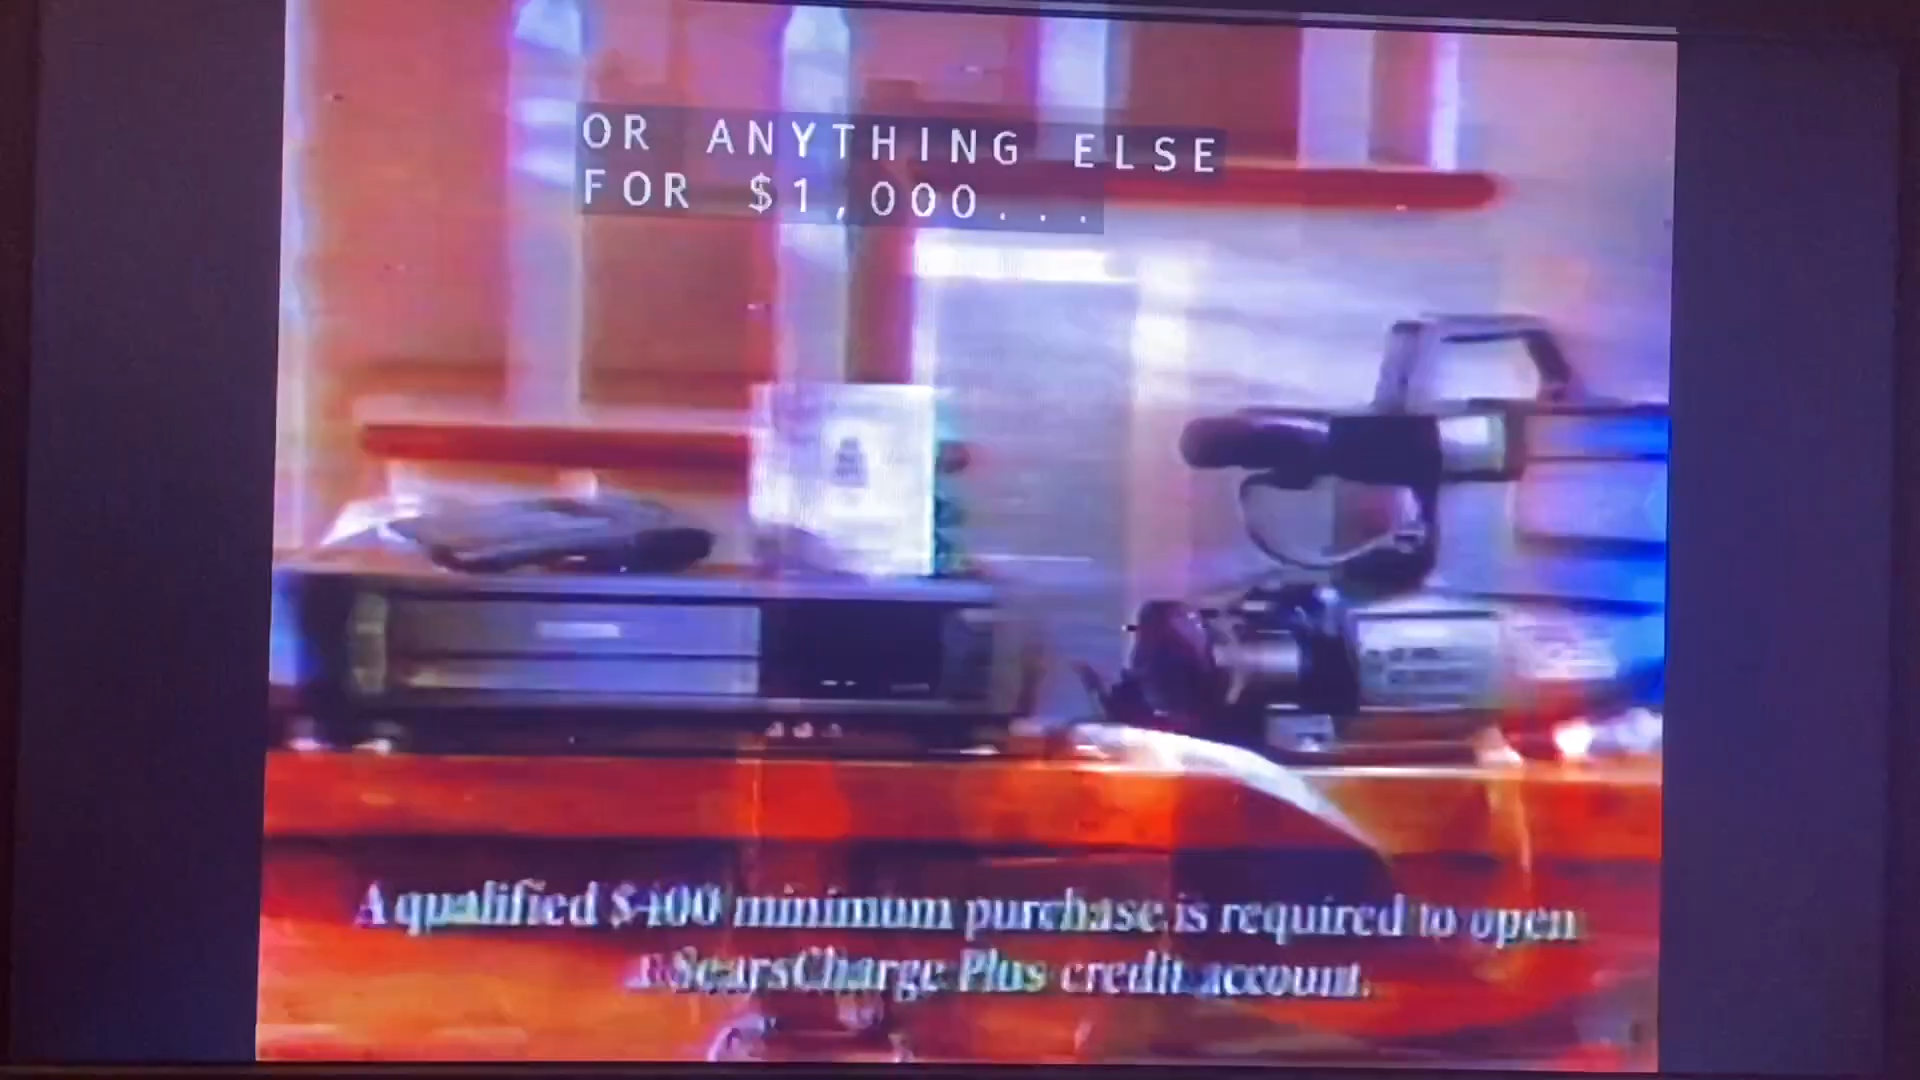 OR ANYTHING ELSE
FOR $1,000...
A qualified $400 minimum purchase is required to open
a SearsCharge Plus credit account.